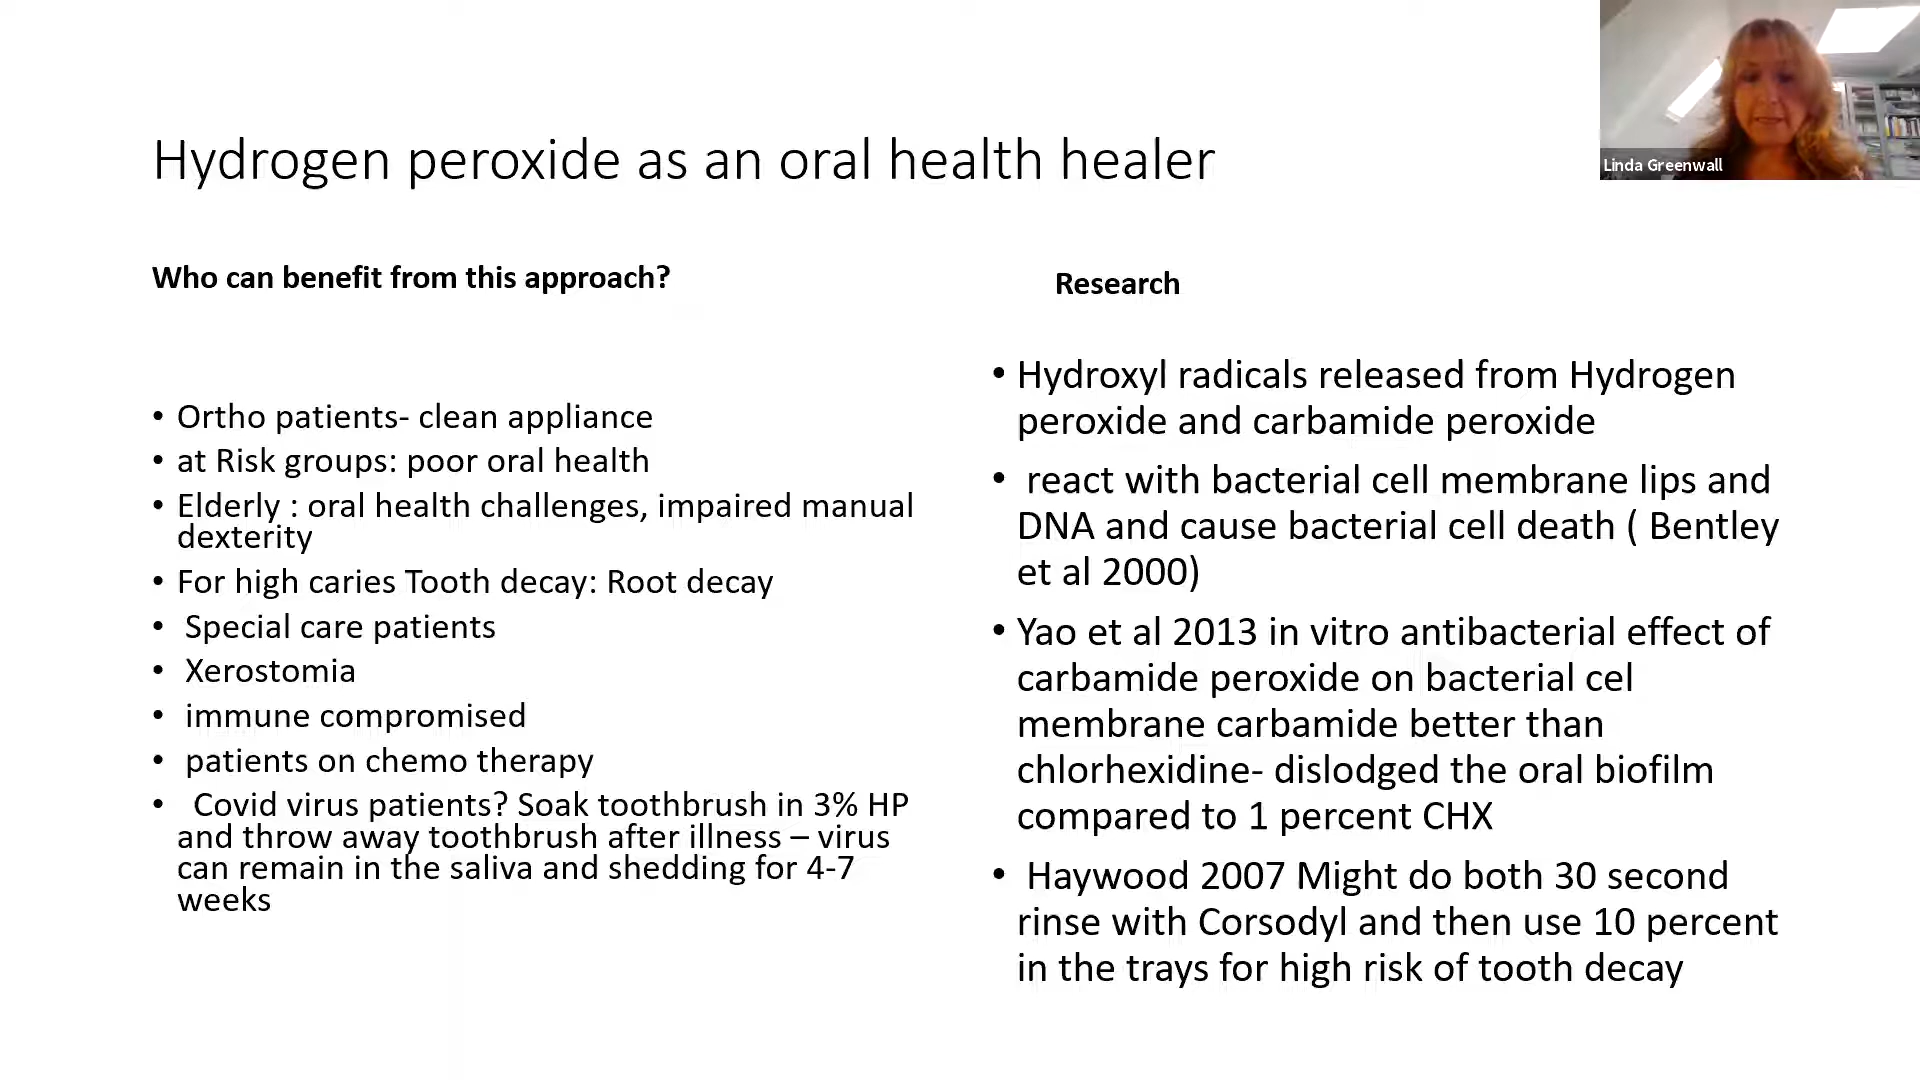 Hydrogen peroxide as an oral health healer
Linda Greenwall
Who can benefit from this approach?
• Ortho patients- clean appliance
• at Risk groups: poor oral health
• Elderly : oral health challenges, impaired manual
dexterity
• For high caries Tooth decay: Root decay
• Special care patients
• Xerostomia
• immune compromised
• patients on chemo therapy
• Covid virus patients? Soak toothbrush in 3% HP
and throw away toothbrush after illness – virus
can remain in the saliva and shedding for 4-7
weeks
Research
• Hydroxyl radicals released from Hydrogen
peroxide and carbamide peroxide
• react with bacterial cell membrane lips and
DNA and cause bacterial cell death ( Bentley
et al 2000)
• Yao et al 2013 in vitro antibacterial effect of
carbamide peroxide on bacterial cel
membrane carbamide better than
chlorhexidine- dislodged the oral biofilm
compared to 1 percent CHX
• Haywood 2007 Might do both 30 second
rinse with Corsodyl and then use 10 percent
in the trays for high risk of tooth decay